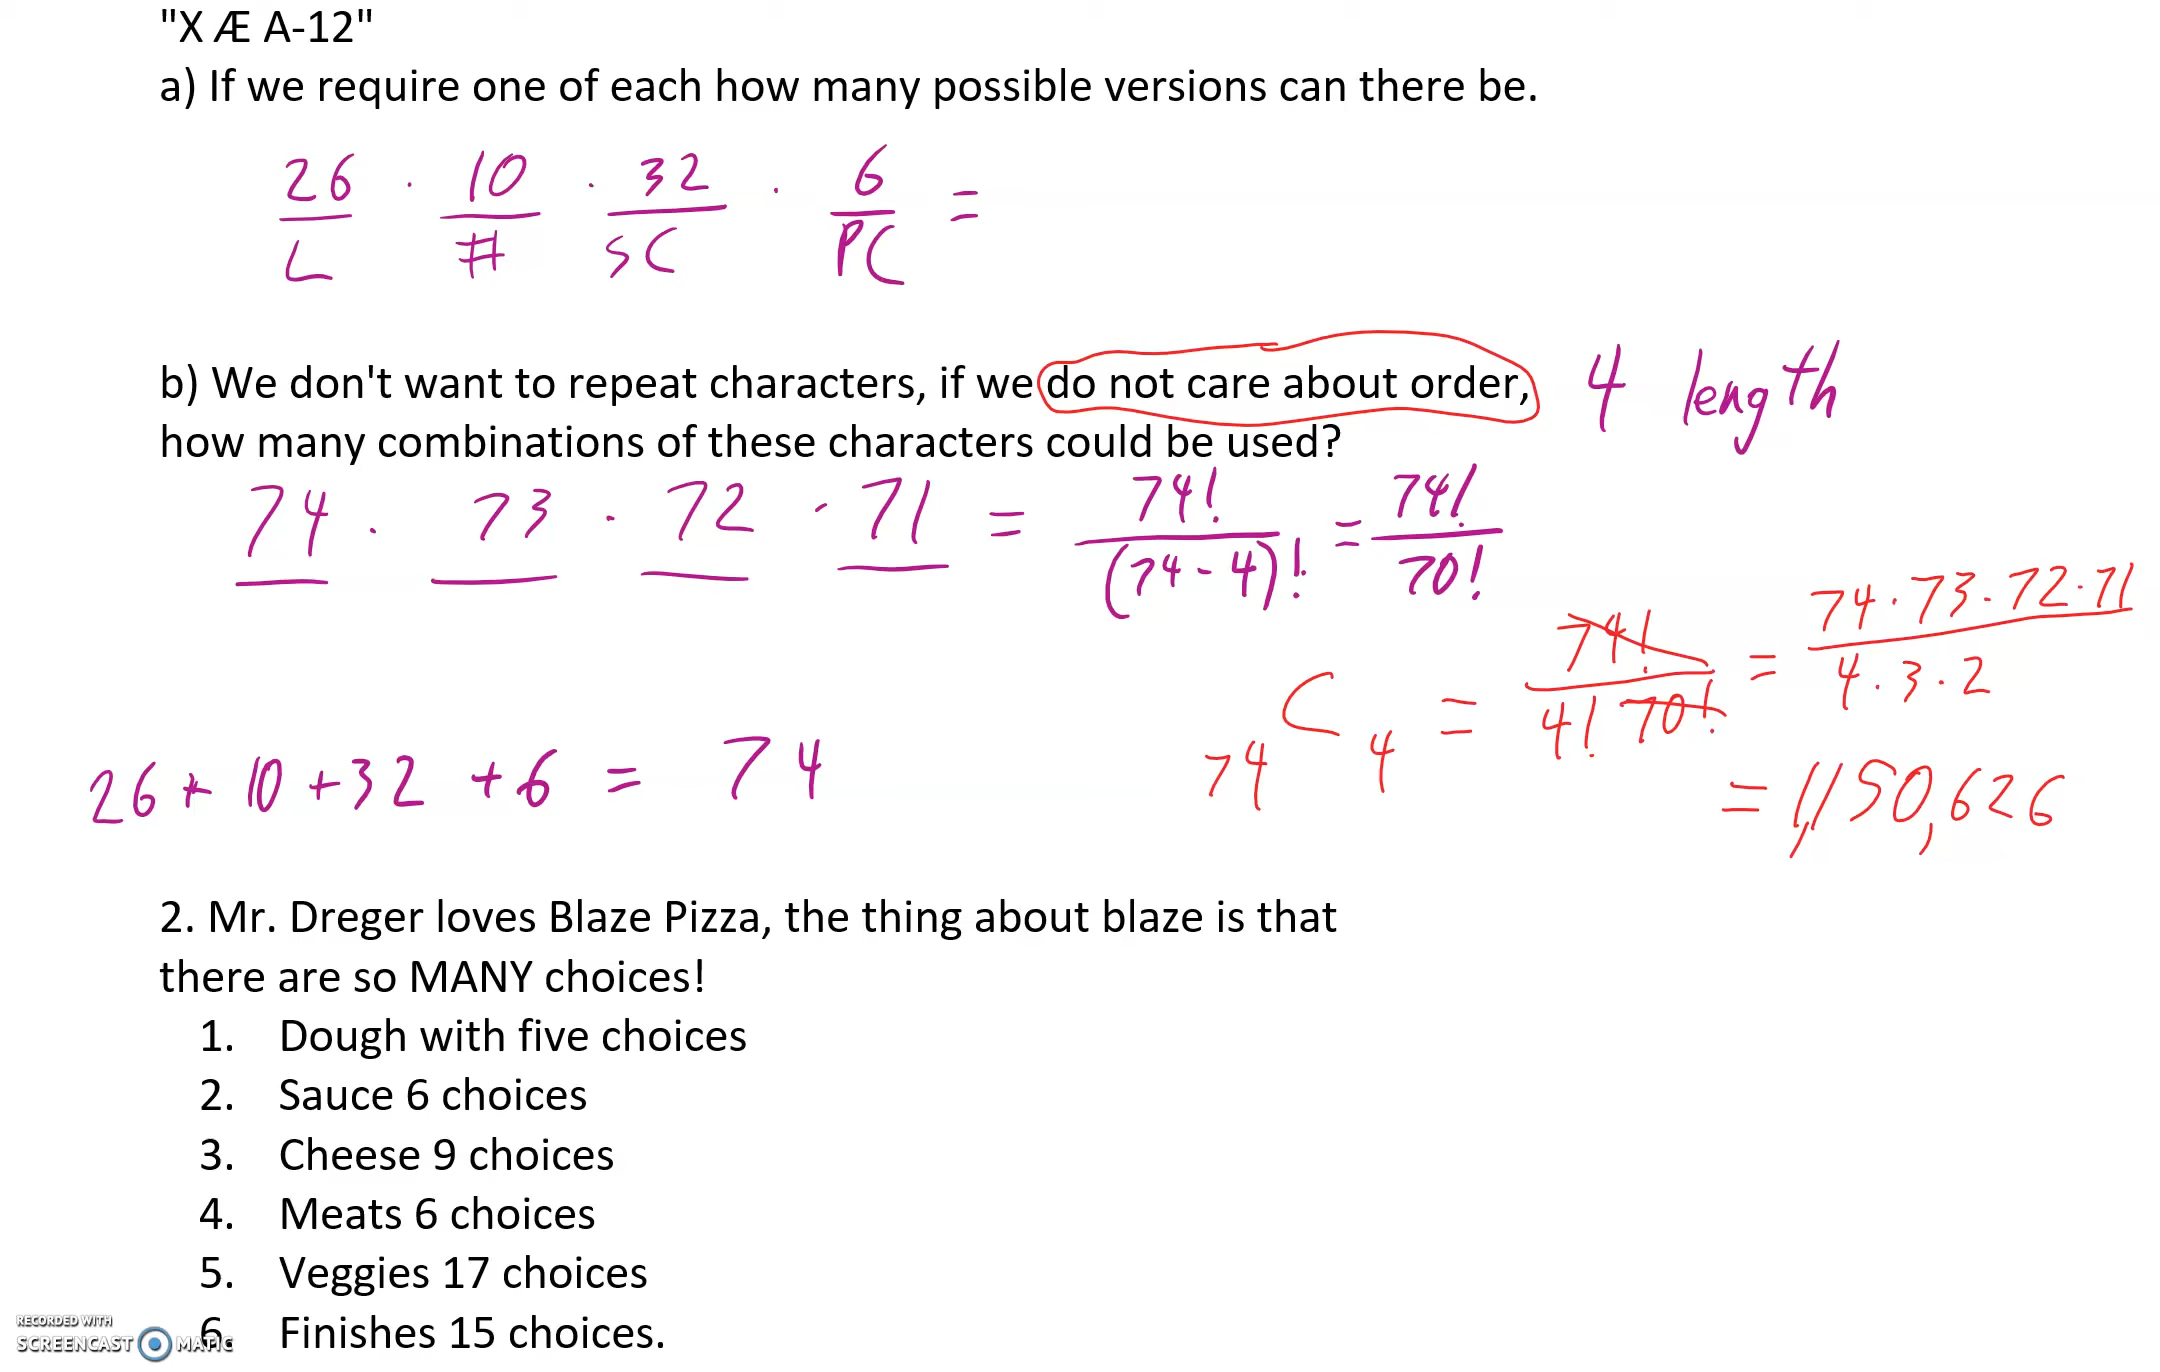 "X Æ A-12"
a) If we require one of each how many possible versions can there be.
26 · 10 · 32 · 6 =
L # SC PC
b) We don't want to repeat characters, if we do not care about order, 4 length
how many combinations of these characters could be used?
74 · 73 · 72 · 71 = 74!/(74-4)! = 74!/70!
74 C 4 = 74!/4! 70! = 74·73·72·71/4·3·2
= 1,150,626
26 + 10 + 32 + 6 = 74
2. Mr. Dreger loves Blaze Pizza, the thing about blaze is that
there are so MANY choices!
1. Dough with five choices
2. Sauce 6 choices
3. Cheese 9 choices
4. Meats 6 choices
5. Veggies 17 choices
6. Finishes 15 choices.
RECORDED WITH
SCREENCAST MATIC